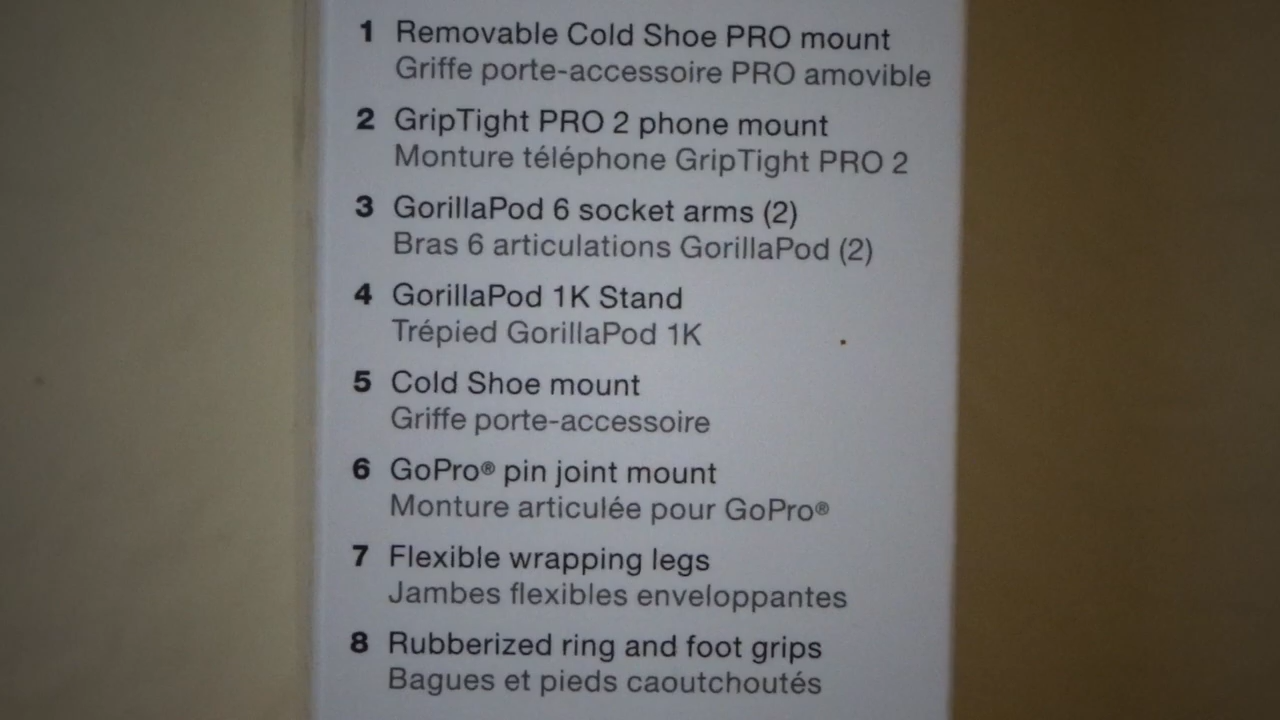 1 Removable Cold Shoe PRO mount
Griffe porte-accessoire PRO amovible
2 GripTight PRO 2 phone mount
Monture téléphone GripTight PRO 2
3 GorillaPod 6 socket arms (2)
Bras 6 articulations GorillaPod (2)
4 GorillaPod 1K Stand
Trépied GorillaPod 1K
5 Cold Shoe mount
Griffe porte-accessoire
6 GoPro® pin joint mount
Monture articulée pour GoPro®
7 Flexible wrapping legs
Jambes flexibles enveloppantes
8 Rubberized ring and foot grips
Bagues et pieds caoutchoutés